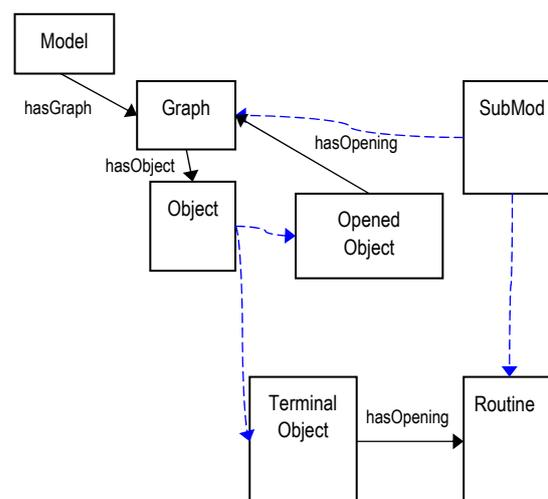 Model
hasGraph
Graph
SubMod
hasOpening
hasObject
Object
Opened
Object
Terminal
Object
hasOpening
Routine